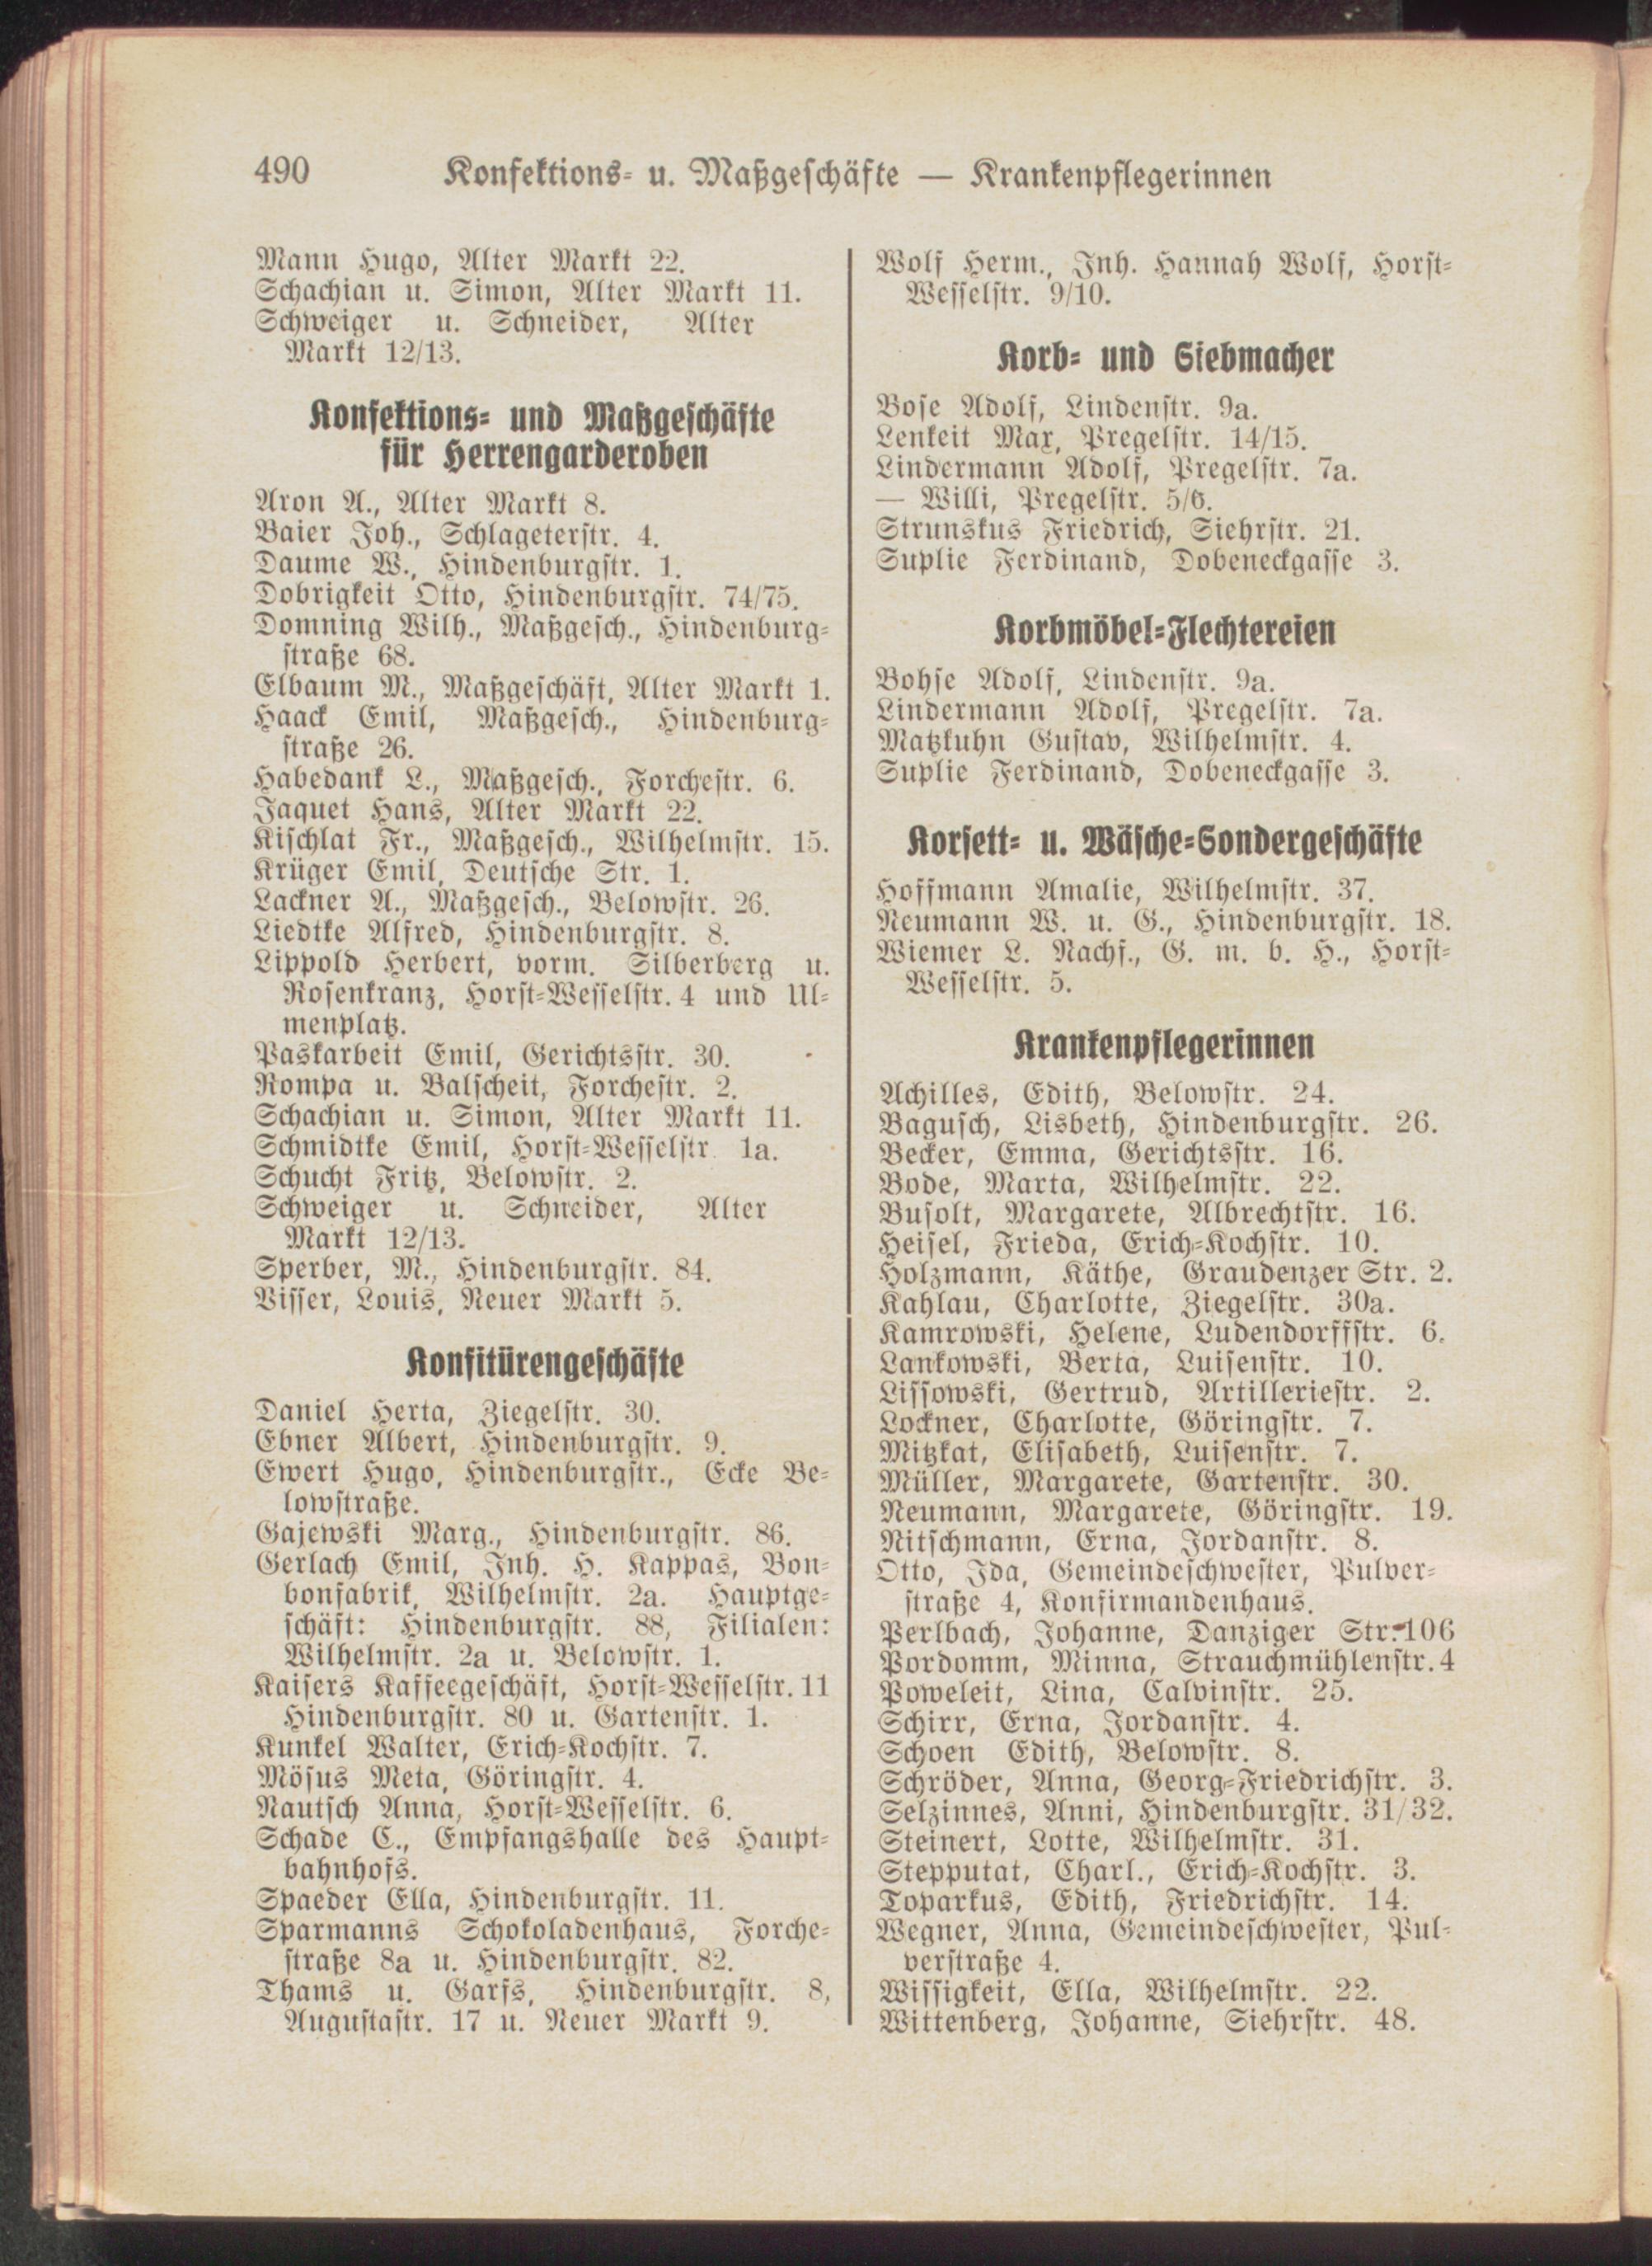 490 Konfektions- u. Maßgeschäfte — Krankenpflegerinnen
Mann Hugo, Alter Markt 22.
Schachian u. Simon, Alter Markt 11.
Schweiger u. Schneider, Alter
Markt 12/13.
Konfektions- und Maßgeschäfte
für Herrengarderoben
Aron A., Alter Markt 8.
Baier Joh., Schlageterstr. 4.
Daume W., Hindenburgstr. 1.
Dobrigkeit Otto, Hindenburgstr. 74/75.
Domning Wilh., Maßgesch., Hindenburg-
straße 68.
Elbaum M., Maßgeschäft, Alter Markt 1.
Haack Emil, Maßgesch., Hindenburg-
straße 26.
Habedank L., Maßgesch., Forchestr. 6.
Jaquet Hans, Alter Markt 22.
Kischlat Fr., Maßgesch., Wilhelmstr. 15.
Krüger Emil, Deutsche Str. 1.
Lackner A., Maßgesch., Belowstr. 26.
Liedtke Alfred, Hindenburgstr. 8.
Lippold Herbert, vorm. Silberberg u.
Rosenkranz, Horst-Wesselstr. 4 und Ul-
menplatz.
Paskarbeit Emil, Gerichtsstr. 30.
Rompa u. Balscheit, Forchestr. 2.
Schachian u. Simon, Alter Markt 11.
Schmidtke Emil, Horst-Wesselstr. 1a.
Schucht Fritz, Belowstr. 2.
Schweiger u. Schneider, Alter
Markt 12/13.
Sperber, M., Hindenburgstr. 84.
Visser, Louis, Neuer Markt 5.
Konfitürengeschäfte
Daniel Herta, Ziegelstr. 30.
Ebner Albert, Hindenburgstr. 9.
Ewert Hugo, Hindenburgstr., Ecke Be-
lowstraße.
Gajewski Marg., Hindenburgstr. 86.
Gerlach Emil, Inh. H. Kappas, Bon-
bonfabrik, Wilhelmstr. 2a. Hauptge-
schäft: Hindenburgstr. 88, Filialen:
Wilhelmstr. 2a u. Belowstr. 1.
Kaisers Kaffeegeschäft, Horst-Wesselstr. 11
Hindenburgstr. 80 u. Gartenstr. 1.
Kunkel Walter, Erich-Kochstr. 7.
Mösus Meta, Göringstr. 4.
Nautsch Anna, Horst-Wesselstr. 6.
Schade C., Empfangshalle des Haupt-
bahnhofs.
Spaeder Ella, Hindenburgstr. 11.
Sparmanns Schokoladenhaus, Forche-
straße 8a u. Hindenburgstr. 82.
Thams u. Garfs, Hindenburgstr. 8,
Augustastr. 17 u. Neuer Markt 9.
Wolf Herm., Inh. Hannah Wolf, Horst-
Wesselstr. 9/10.
Korb- und Siebmacher
Bose Adolf, Lindenstr. 9a.
Lenkeit Max, Pregelstr. 14/15.
Lindermann Adolf, Pregelstr. 7a.
— Willi, Pregelstr. 5/6.
Strunskus Friedrich, Siehrstr. 21.
Suplie Ferdinand, Dobeneckgasse 3.
Korbmöbel-Flechtereien
Bohse Adolf, Lindenstr. 9a.
Lindermann Adolf, Pregelstr. 7a.
Matzkuhn Gustav, Wilhelmstr. 4.
Suplie Ferdinand, Dobeneckgasse 3.
Korsett- u. Wäsche-Sondergeschäfte
Hoffmann Amalie, Wilhelmstr. 37.
Neumann W. u. G., Hindenburgstr. 18.
Wiemer L. Nachf., G. m. b. H., Horst-
Wesselstr. 5.
Krankenpflegerinnen
Achilles, Edith, Belowstr. 24.
Bagusch, Lisbeth, Hindenburgstr. 26.
Becker, Emma, Gerichtsstr. 16.
Bode, Marta, Wilhelmstr. 22.
Busolt, Margarete, Albrechtstr. 16.
Heisel, Frieda, Erich-Kochstr. 10.
Holzmann, Käthe, Graudenzer Str. 2.
Kahlau, Charlotte, Ziegelstr. 30a.
Kamrowski, Helene, Ludendorffstr. 6.
Lankowski, Berta, Luisenstr. 10.
Lissowski, Gertrud, Artilleriestr. 2.
Lockner, Charlotte, Göringstr. 7.
Mitzkat, Elisabeth, Luisenstr. 7.
Müller, Margarete, Gartenstr. 30.
Neumann, Margarete, Göringstr. 19.
Nitschmann, Erna, Jordanstr. 8.
Otto, Ida, Gemeindeschwester, Pulver-
straße 4, Konfirmandenhaus.
Perlbach, Johanne, Danziger Str. 106
Pordomm, Minna, Strauchmühlenstr. 4
Poweleit, Lina, Calvinstr. 25.
Schirr, Erna, Jordanstr. 4.
Schoen Edith, Belowstr. 8.
Schröder, Anna, Georg-Friedrichstr. 3.
Selzinnes, Anni, Hindenburgstr. 31/32.
Steinert, Lotte, Wilhelmstr. 31.
Stepputat, Charl., Erich-Kochstr. 3.
Toparkus, Edith, Friedrichstr. 14.
Wegner, Anna, Gemeindeschwester, Pul-
verstraße 4.
Wissigkeit, Ella, Wilhelmstr. 22.
Wittenberg, Johanne, Siehrstr. 48.